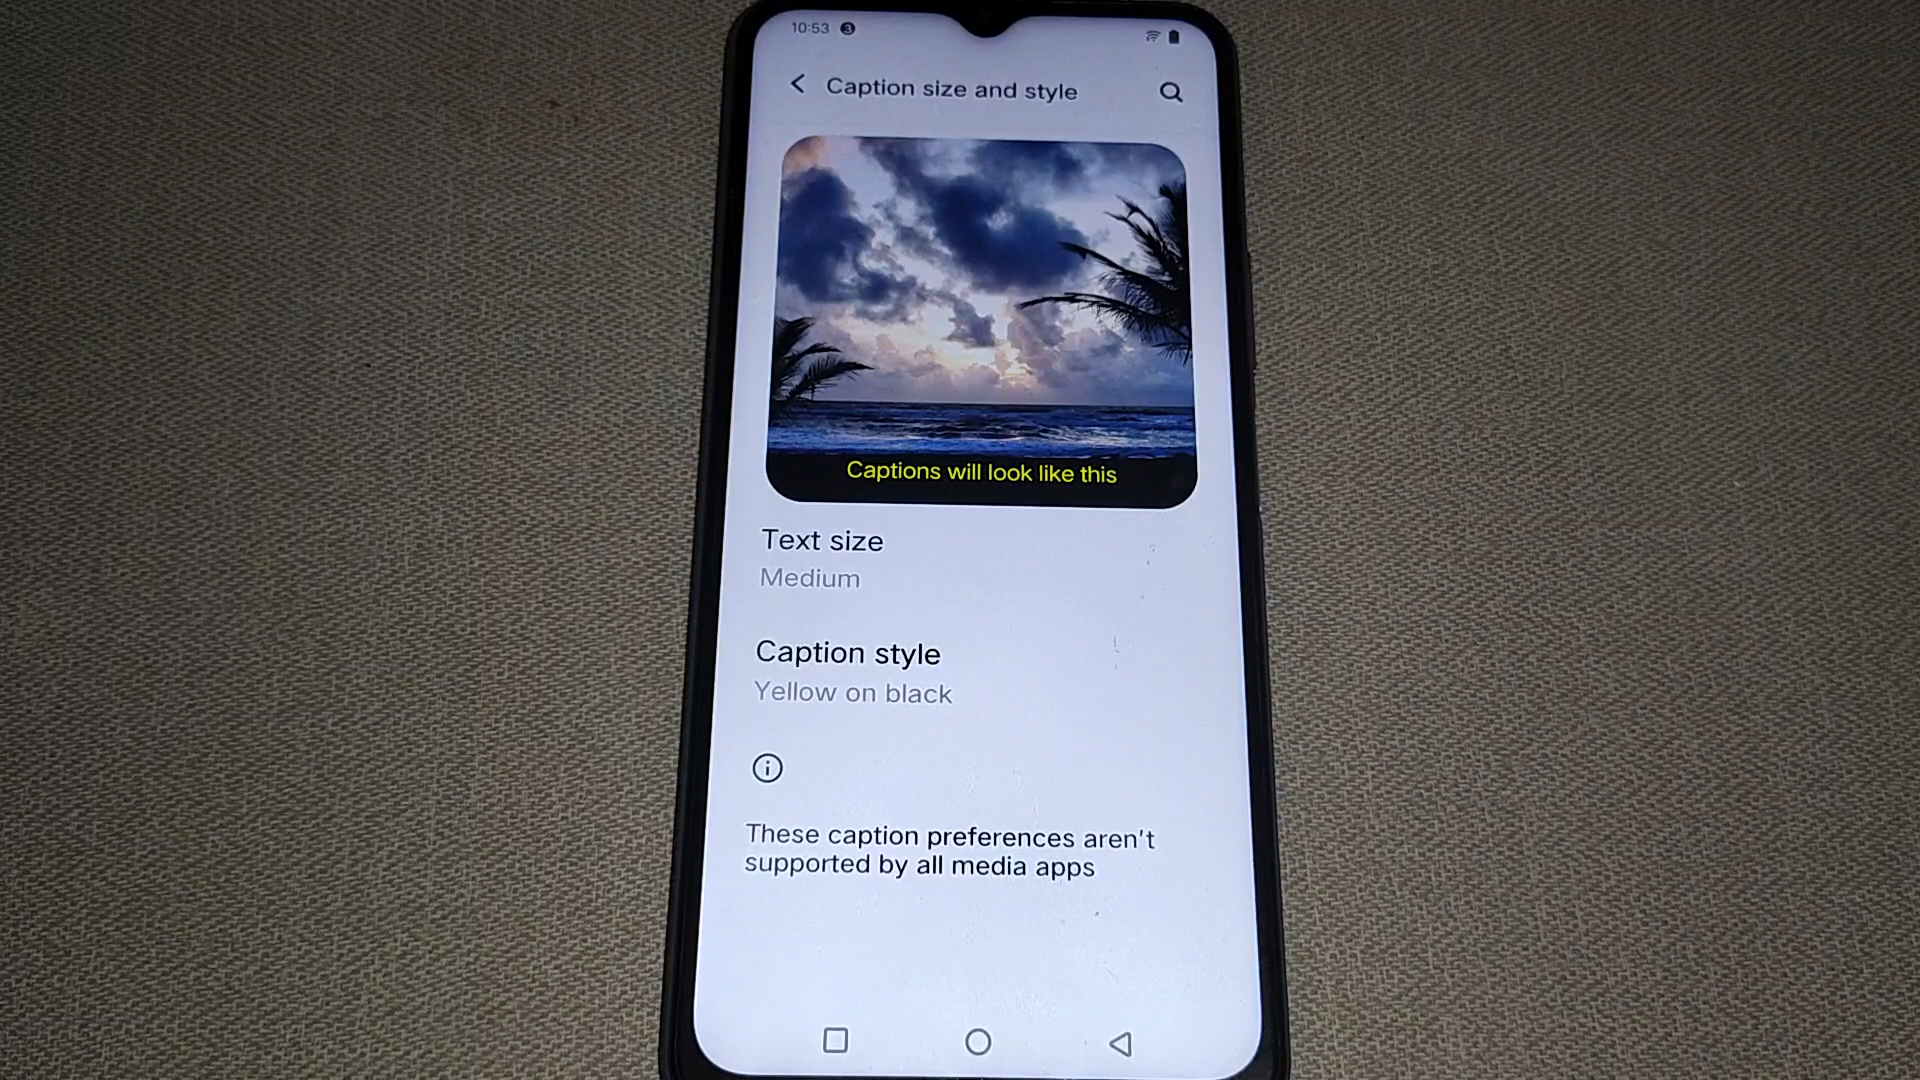 10:53 3
Caption size and style
Captions will look like this
Text size
Medium
Caption style
Yellow on black
These caption preferences aren't
supported by all media apps